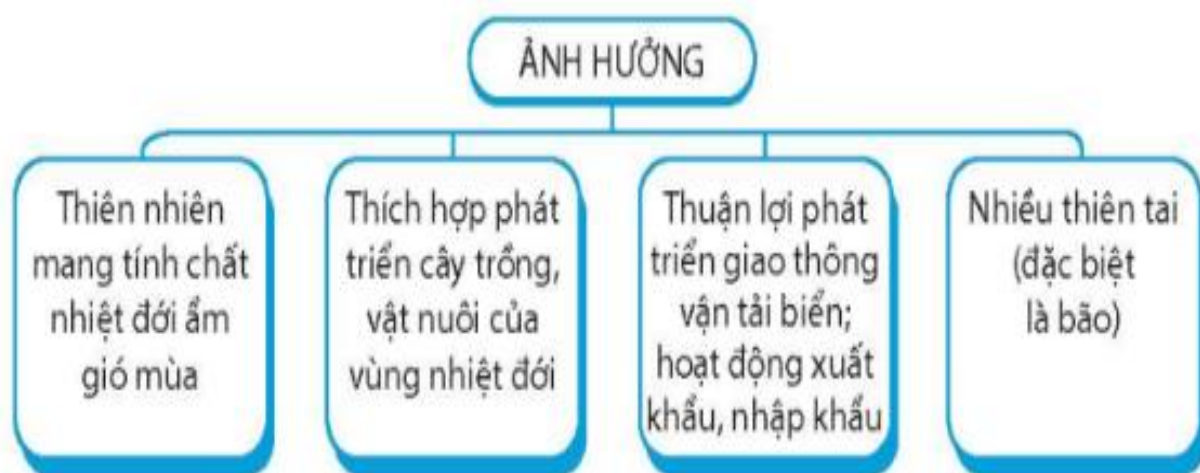 ẢNH HƯỞNG
Thiên nhiên
mang tính chất
nhiệt đới ẩm
gió mùa
Thích hợp phát
triển cây trồng,
vật nuôi của
vùng nhiệt đới
Thuận lợi phát
triển giao thông
vận tải biển;
hoạt động xuất
khẩu, nhập khẩu
Nhiều thiên tai
(đặc biệt
là bão)